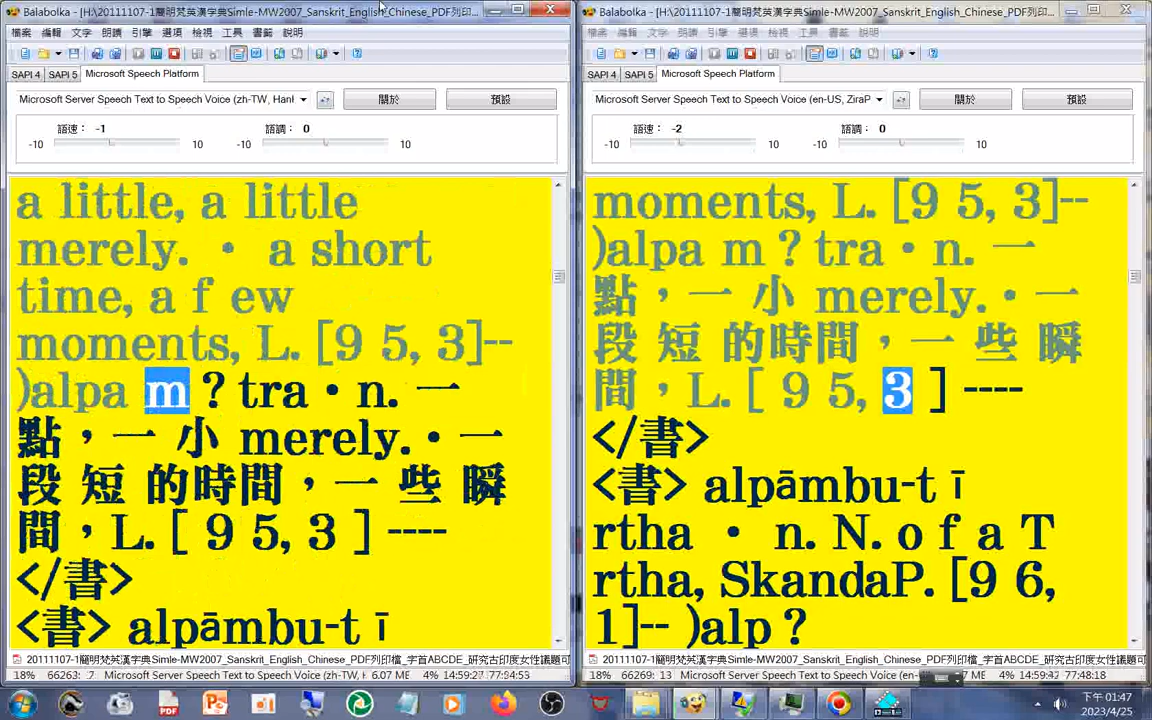 Balabolka - [H:\20111107-1簡明梵英漢字典Simle-MW2007_Sanskrit_English_Chinese_PDF列印...
檔案 編輯 文字 朗讀 引擎 選項 檢視 工具 書籤 說明
SAPI 4 SAPI 5 Microsoft Speech Platform
Microsoft Server Speech Text to Speech Voice (zh-TW, Hanl
關於 預設
語速： -1 語調： 0
-10 10 -10 10
a little, a little
merely. • a short
time, a f ew
moments, L. [9 5, 3]--
)alpa m ? tra • n. 一
點，一 小 merely. • 一
段 短 的時間，一 些 瞬
間，L. [ 9 5, 3 ] ----
</書>
<書> alpāmbu-t ī
20111107-1簡明梵英漢字典Simle-MW2007_Sanskrit_English_Chinese_PDF列印檔_字首ABCDE_研究古印度女性議題可
18% 66263: 7 Microsoft Server Speech Text to Speech Voice (zh-TW, 6.07 MB 4% 14:59:27/77:34:53
Balabolka - [H:\20111107-1簡明梵英漢字典Simle-MW2007_Sanskrit_English_Chinese_PDF列印...
檔案 編輯 文字 朗讀 引擎 選項 檢視 工具 書籤 說明
SAPI 4 SAPI 5 Microsoft Speech Platform
Microsoft Server Speech Text to Speech Voice (en-US, ZiraP
關於 預設
語速： -2 語調： 0
-10 10 -10 10
moments, L. [9 5, 3]--
)alpa m ? tra • n. 一
點，一 小 merely. • 一
段 短 的時間，一 些 瞬
間，L. [ 9 5, 3 ] ----
</書>
<書> alpāmbu-t ī
rtha • n. N. o f a T
rtha, SkandaP. [9 6,
1]-- )alp ?
20111107-1簡明梵英漢字典Simle-MW2007_Sanskrit_English_Chinese_PDF列印檔_字首ABCDE_研究古印度女性議題可
18% 66269: 13 Microsoft Server Speech Text to Speech Voice (en-US, 4% 14:59:42/77:48:18
下午 01:47
2023/4/25